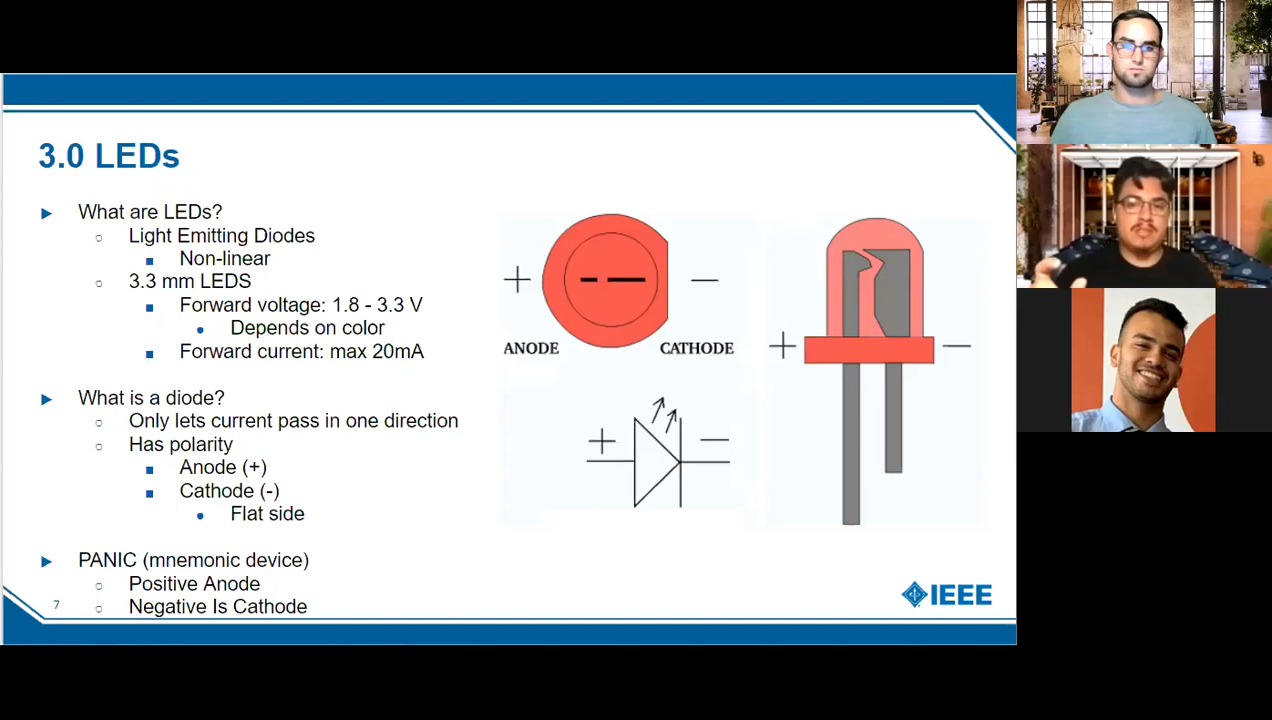 3.0 LEDs
What are LEDs?
Light Emitting Diodes
Non-linear
3.3 mm LEDS
Forward voltage: 1.8 - 3.3 V
Depends on color
Forward current: max 20mA
What is a diode?
Only lets current pass in one direction
Has polarity
Anode (+)
Cathode (-)
Flat side
PANIC (mnemonic device)
Positive Anode
Negative Is Cathode
7
+ −
ANODE CATHODE
+ −
+ −
IEEE